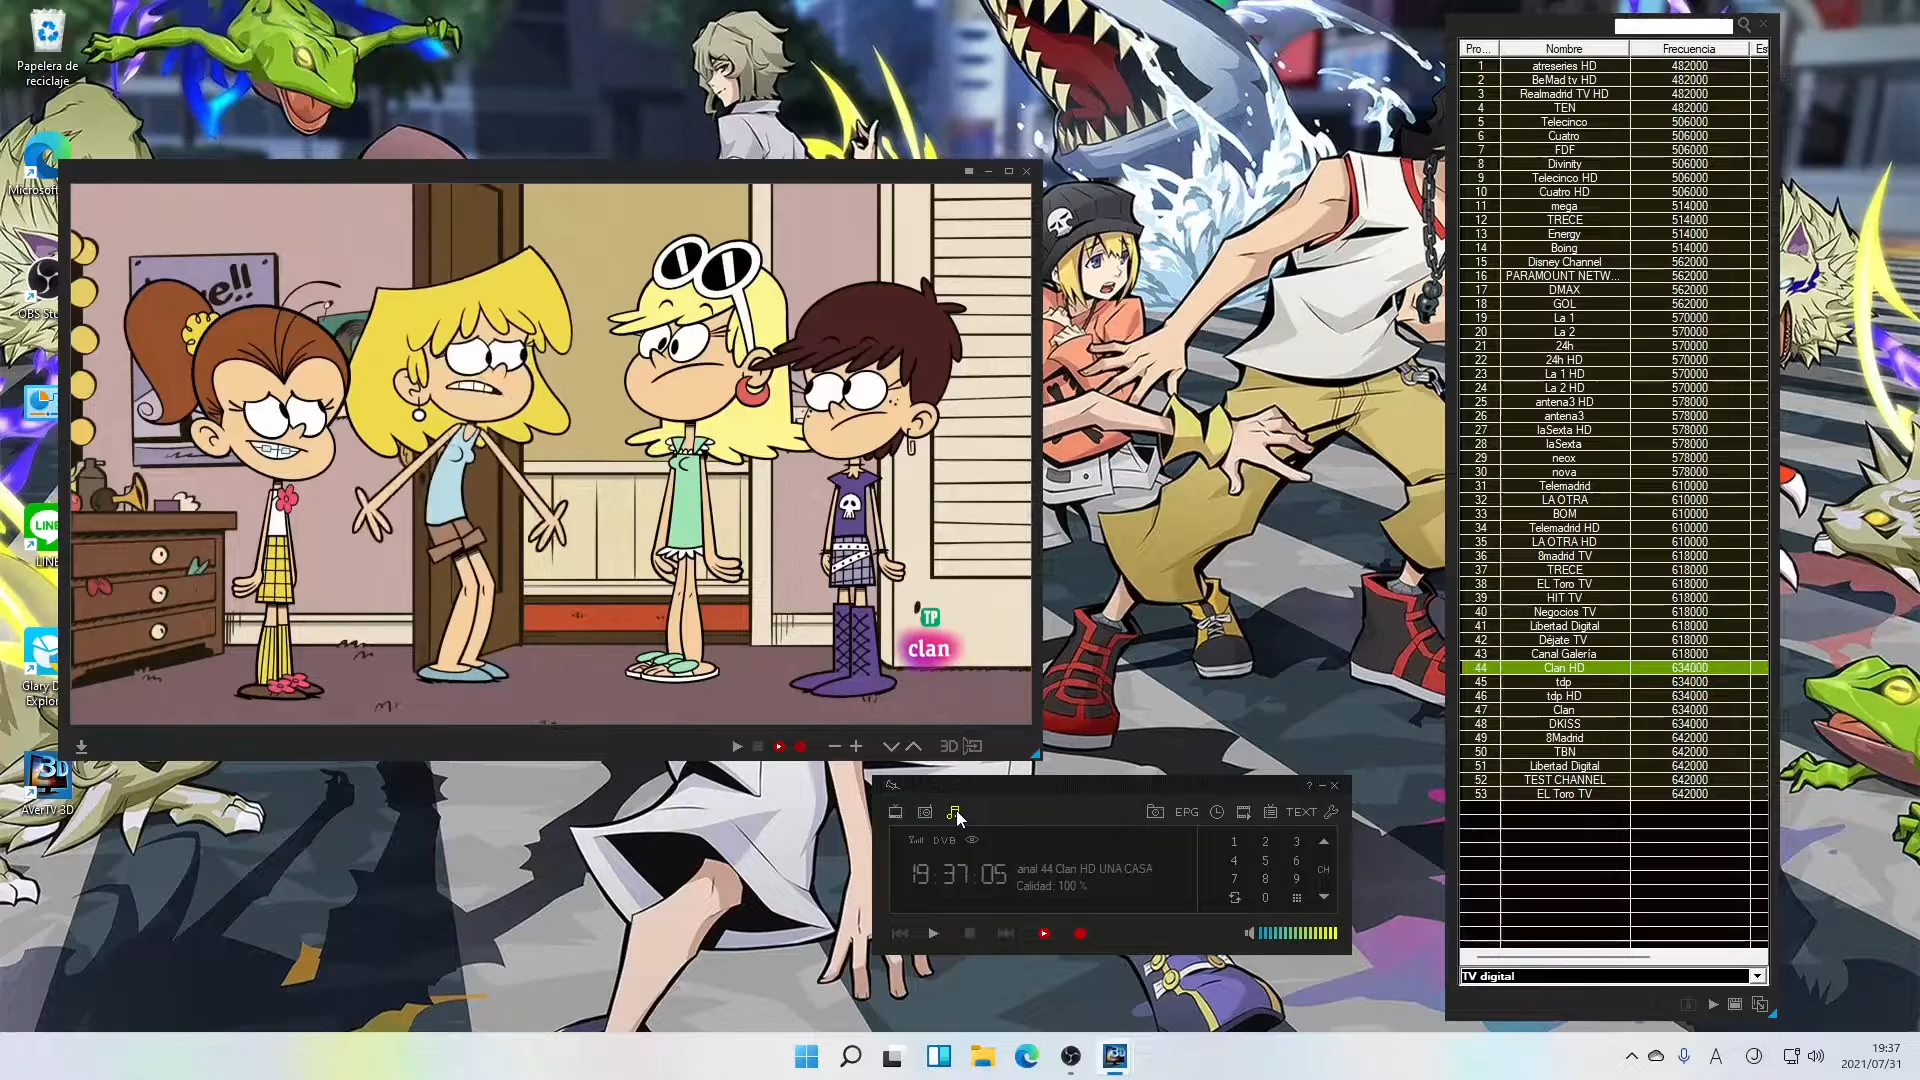 Papelera de
reciclaje
Microsoft
OBS Stu
LINE
LINE
Glary D
Explor
3D
AVerTV 3D
TP
clan
3D
EPG
TEXT
DVB
19:37:05
anal 44 Clan HD UNA CASA
Calidad: 100 %
1 2 3
4 5 6
7 8 9
0
CH
Pro... Nombre Frecuencia Es
1 atreseries HD 482000
2 BeMad tv HD 482000
3 Realmadrid TV HD 482000
4 TEN 482000
5 Telecinco 506000
6 Cuatro 506000
7 FDF 506000
8 Divinity 506000
9 Telecinco HD 506000
10 Cuatro HD 506000
11 mega 514000
12 TRECE 514000
13 Energy 514000
14 Boing 514000
15 Disney Channel 562000
16 PARAMOUNT NETW... 562000
17 DMAX 562000
18 GOL 562000
19 La 1 570000
20 La 2 570000
21 24h 570000
22 24h HD 570000
23 La 1 HD 570000
24 La 2 HD 570000
25 antena3 HD 578000
26 antena3 578000
27 laSexta HD 578000
28 laSexta 578000
29 neox 578000
30 nova 578000
31 Telemadrid 610000
32 LA OTRA 610000
33 BOM 610000
34 Telemadrid HD 610000
35 LA OTRA HD 610000
36 8madrid TV 618000
37 TRECE 618000
38 EL Toro TV 618000
39 HIT TV 618000
40 Negocios TV 618000
41 Libertad Digital 618000
42 Déjate TV 618000
43 Canal Galería 618000
44 Clan HD 634000
45 tdp 634000
46 tdp HD 634000
47 Clan 634000
48 DKISS 634000
49 8Madrid 642000
50 TBN 642000
51 Libertad Digital 642000
52 TEST CHANNEL 642000
53 EL Toro TV 642000
TV digital
3D
A
19:37
2021/07/31